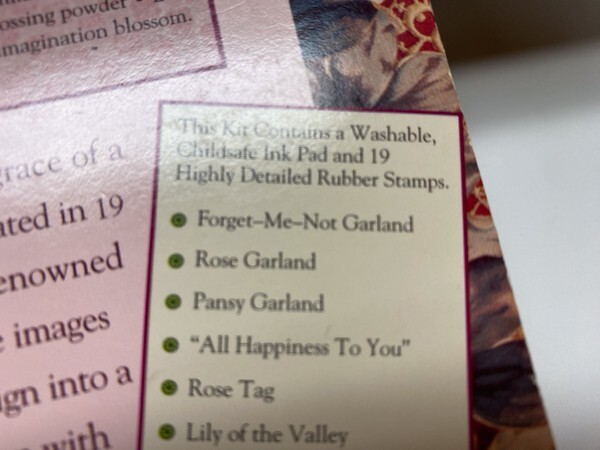 ossing powder
magination blossom.
grace of a
ated in 19
enowned
images
ign into a
with
This Kit Contains a Washable,
Childsafe Ink Pad and 19
Highly Detailed Rubber Stamps.
Forget-Me-Not Garland
Rose Garland
Pansy Garland
"All Happiness To You"
Rose Tag
Lily of the Valley